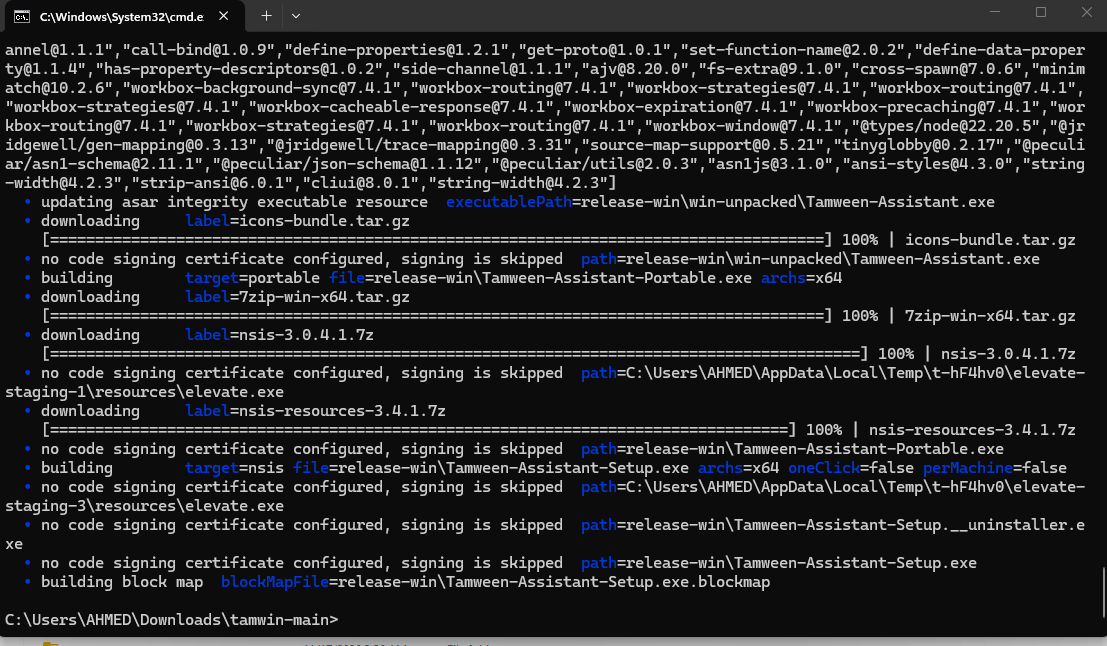 C:\Windows\System32\cmd.e
annel@1.1.1","call-bind@1.0.9","define-properties@1.2.1","get-proto@1.0.1","set-function-name@2.0.2","define-data-proper
ty@1.1.4","has-property-descriptors@1.0.2","side-channel@1.1.1","ajv@8.20.0","fs-extra@9.1.0","cross-spawn@7.0.6","minim
atch@10.2.6","workbox-background-sync@7.4.1","workbox-routing@7.4.1","workbox-strategies@7.4.1","workbox-routing@7.4.1",
"workbox-strategies@7.4.1","workbox-cacheable-response@7.4.1","workbox-expiration@7.4.1","workbox-precaching@7.4.1","wor
kbox-routing@7.4.1","workbox-strategies@7.4.1","workbox-routing@7.4.1","workbox-window@7.4.1","@types/node@22.20.5","@jr
idgewell/gen-mapping@0.3.13","@jridgewell/trace-mapping@0.3.31","source-map-support@0.5.21","tinyglobby@0.2.17","@peculi
ar/asn1-schema@2.11.1","@peculiar/json-schema@1.1.12","@peculiar/utils@2.0.3","asn1js@3.1.0","ansi-styles@4.3.0","string
-width@4.2.3","strip-ansi@6.0.1","cliui@8.0.1","string-width@4.2.3"]
• updating asar integrity executable resource  executablePath=release-win\win-unpacked\Tamween-Assistant.exe
• downloading     label=icons-bundle.tar.gz
[======================================================================================] 100% | icons-bundle.tar.gz
• no code signing certificate configured, signing is skipped  path=release-win\win-unpacked\Tamween-Assistant.exe
• building        target=portable file=release-win\Tamween-Assistant-Portable.exe archs=x64
• downloading     label=7zip-win-x64.tar.gz
[======================================================================================] 100% | 7zip-win-x64.tar.gz
• downloading     label=nsis-3.0.4.1.7z
[==========================================================================================] 100% | nsis-3.0.4.1.7z
• no code signing certificate configured, signing is skipped  path=C:\Users\AHMED\AppData\Local\Temp\t-hF4hv0\elevate-
staging-1\resources\elevate.exe
• downloading     label=nsis-resources-3.4.1.7z
[==================================================================================] 100% | nsis-resources-3.4.1.7z
• no code signing certificate configured, signing is skipped  path=release-win\Tamween-Assistant-Portable.exe
• building        target=nsis file=release-win\Tamween-Assistant-Setup.exe archs=x64 oneClick=false perMachine=false
• no code signing certificate configured, signing is skipped  path=C:\Users\AHMED\AppData\Local\Temp\t-hF4hv0\elevate-
staging-3\resources\elevate.exe
• no code signing certificate configured, signing is skipped  path=release-win\Tamween-Assistant-Setup.__uninstaller.e
xe
• no code signing certificate configured, signing is skipped  path=release-win\Tamween-Assistant-Setup.exe
• building block map  blockMapFile=release-win\Tamween-Assistant-Setup.exe.blockmap
C:\Users\AHMED\Downloads\tamwin-main>